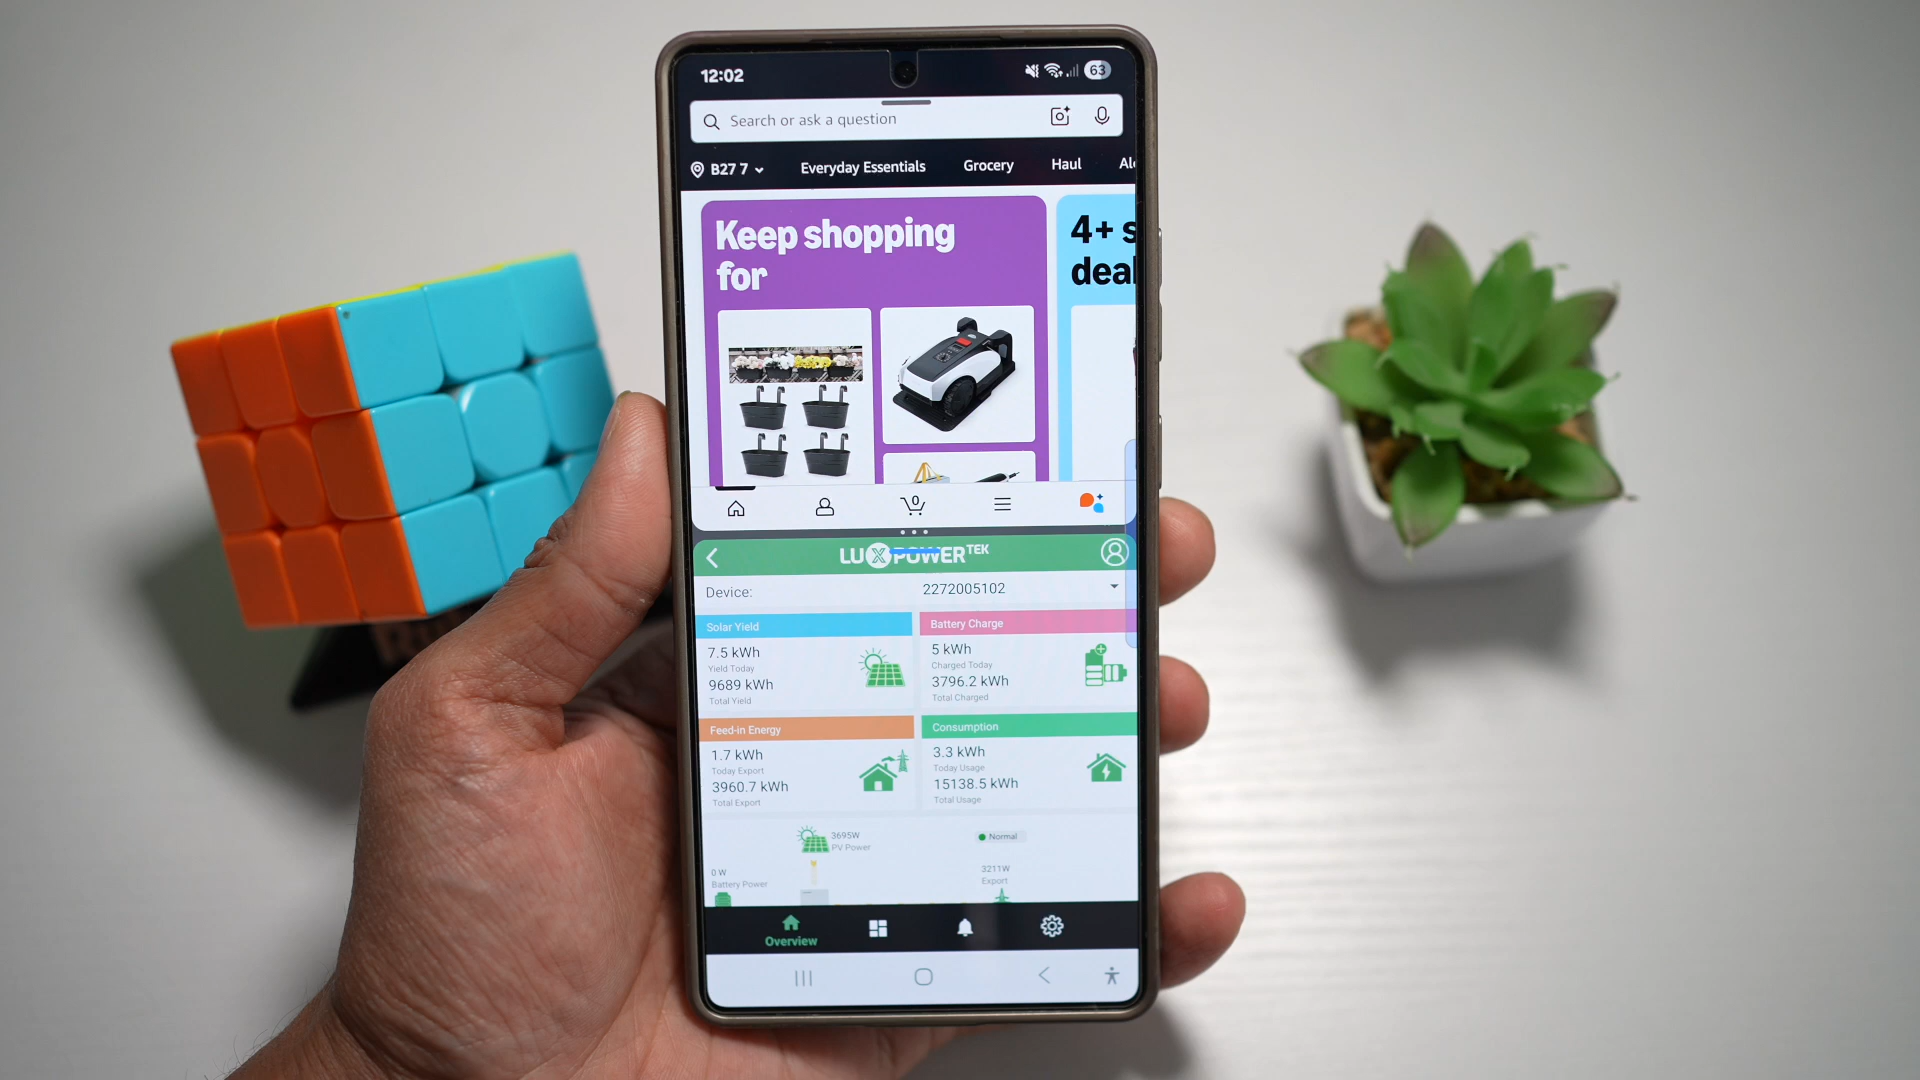 12:02
63
Search or ask a question
B27 7
Everyday Essentials
Grocery
Haul
Keep shopping
for
4+ s
deal
0
LUXPOWERTEK
Device:
2272005102
Solar Yield
7.5 kWh
Yield Today
9689 kWh
Total Yield
Battery Charge
5 kWh
Charged Today
3796.2 kWh
Total Charged
Feed-in Energy
1.7 kWh
Today Export
3960.7 kWh
Total Export
Consumption
3.3 kWh
Today Usage
15138.5 kWh
Total Usage
3695W
PV Power
Normal
0 W
Battery Power
3211W
Export
Overview